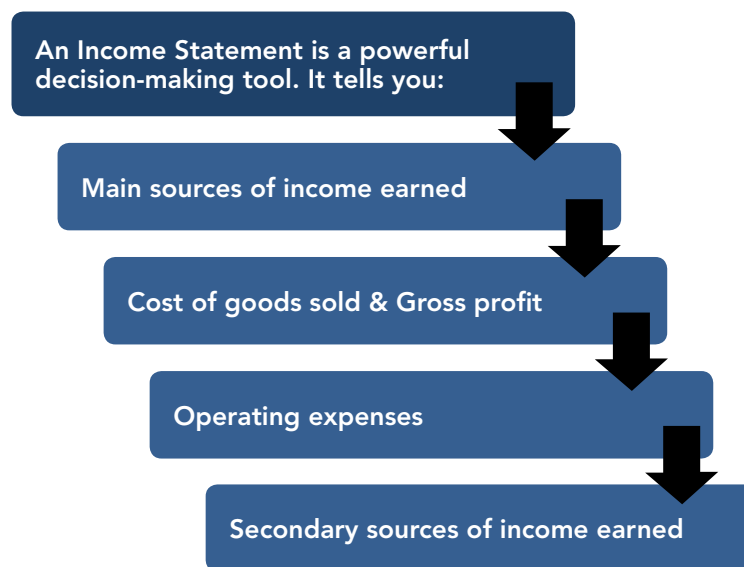 An Income Statement is a powerful
decision-making tool. It tells you:
Main sources of income earned
Cost of goods sold & Gross profit
Operating expenses
Secondary sources of income earned